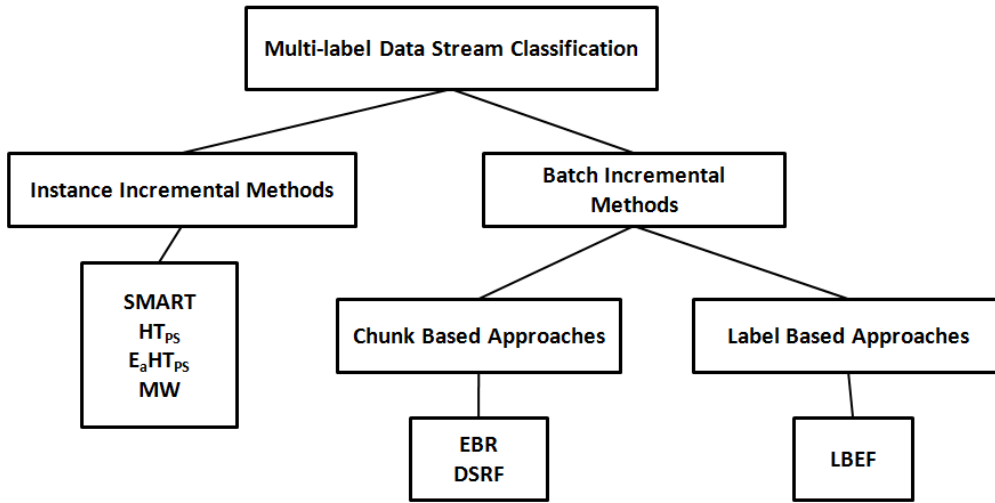 Multi-label Data Stream Classification
Instance Incremental Methods
Batch Incremental
Methods
SMART
HTPS
EaHTPS
MW
Chunk Based Approaches
Label Based Approaches
EBR
DSRF
LBEF